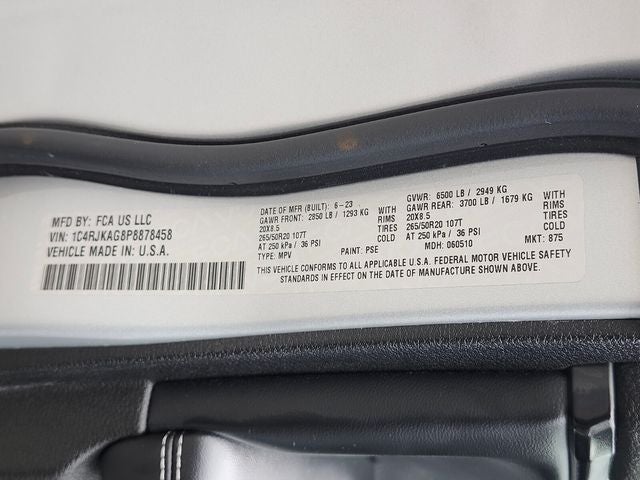 MFD BY: FCA US LLC
VIN: 1C4RJKAG8P8878458
VEHICLE MADE IN: U.S.A.
DATE OF MFR (BUILT): 6-23 GVWR: 6500 LB / 2949 KG
GAWR FRONT: 2850 LB / 1293 KG WITH GAWR REAR: 3700 LB / 1679 KG WITH
20X8.5 RIMS 20X8.5 RIMS
265/50R20 107T TIRES 265/50R20 107T TIRES
AT 250 kPa / 36 PSI AT 250 kPa / 36 PSI
TYPE: MPV PAINT: PSE MDH: 060510 MKT: 875
THIS VEHICLE CONFORMS TO ALL APPLICABLE U.S.A. FEDERAL MOTOR VEHICLE SAFETY
STANDARDS IN EFFECT ON THE DATE OF MANUFACTURE SHOWN ABOVE.